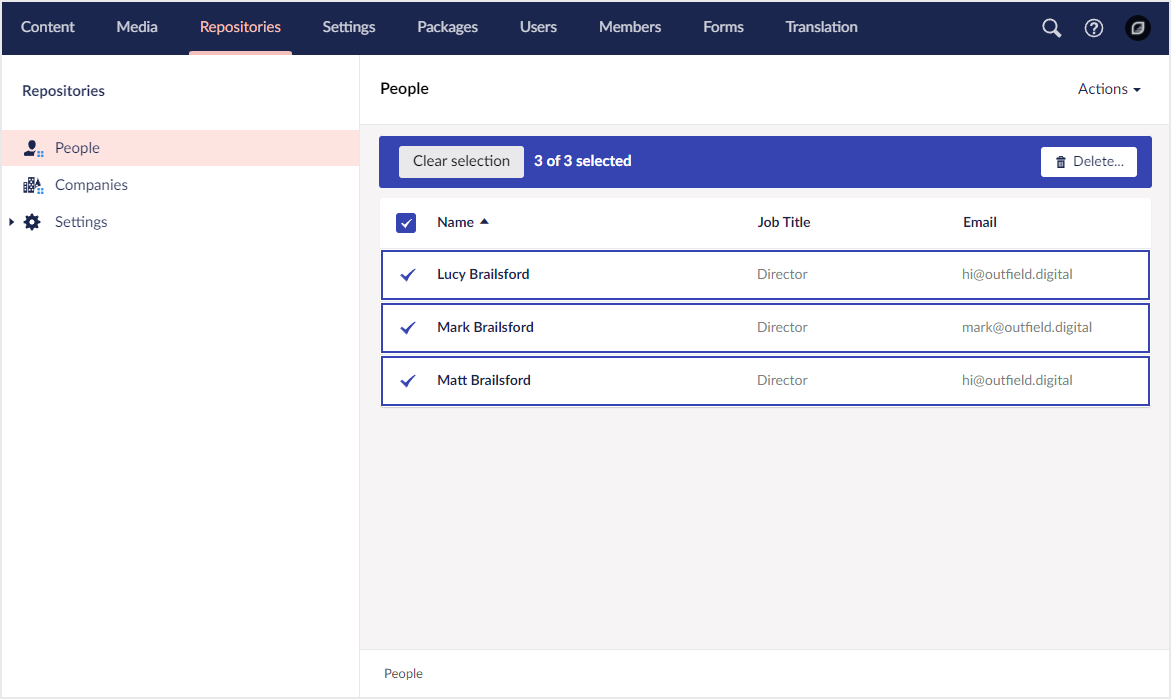 Content Media Repositories Settings Packages Users Members Forms Translation
Repositories
People
Companies
Settings
People Actions
Clear selection 3 of 3 selected Delete...
Name Job Title Email
Lucy Brailsford Director hi@outfield.digital
Mark Brailsford Director mark@outfield.digital
Matt Brailsford Director hi@outfield.digital
People